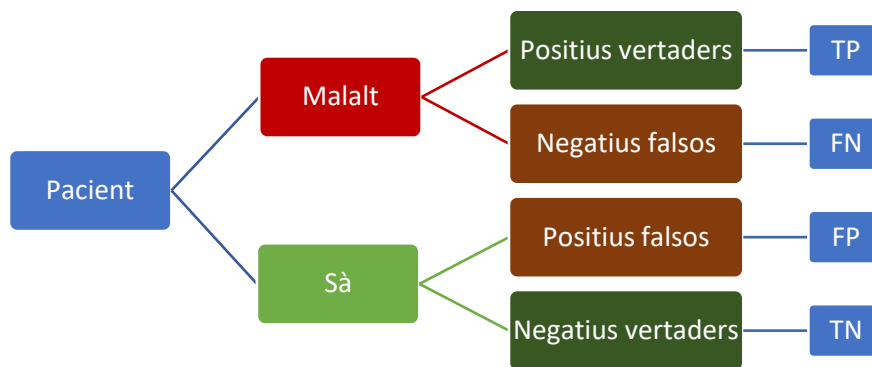 Pacient
Malalt
Sà
Positius vertaders
TP
Negatius falsos
FN
Positius falsos
FP
Negatius vertaders
TN